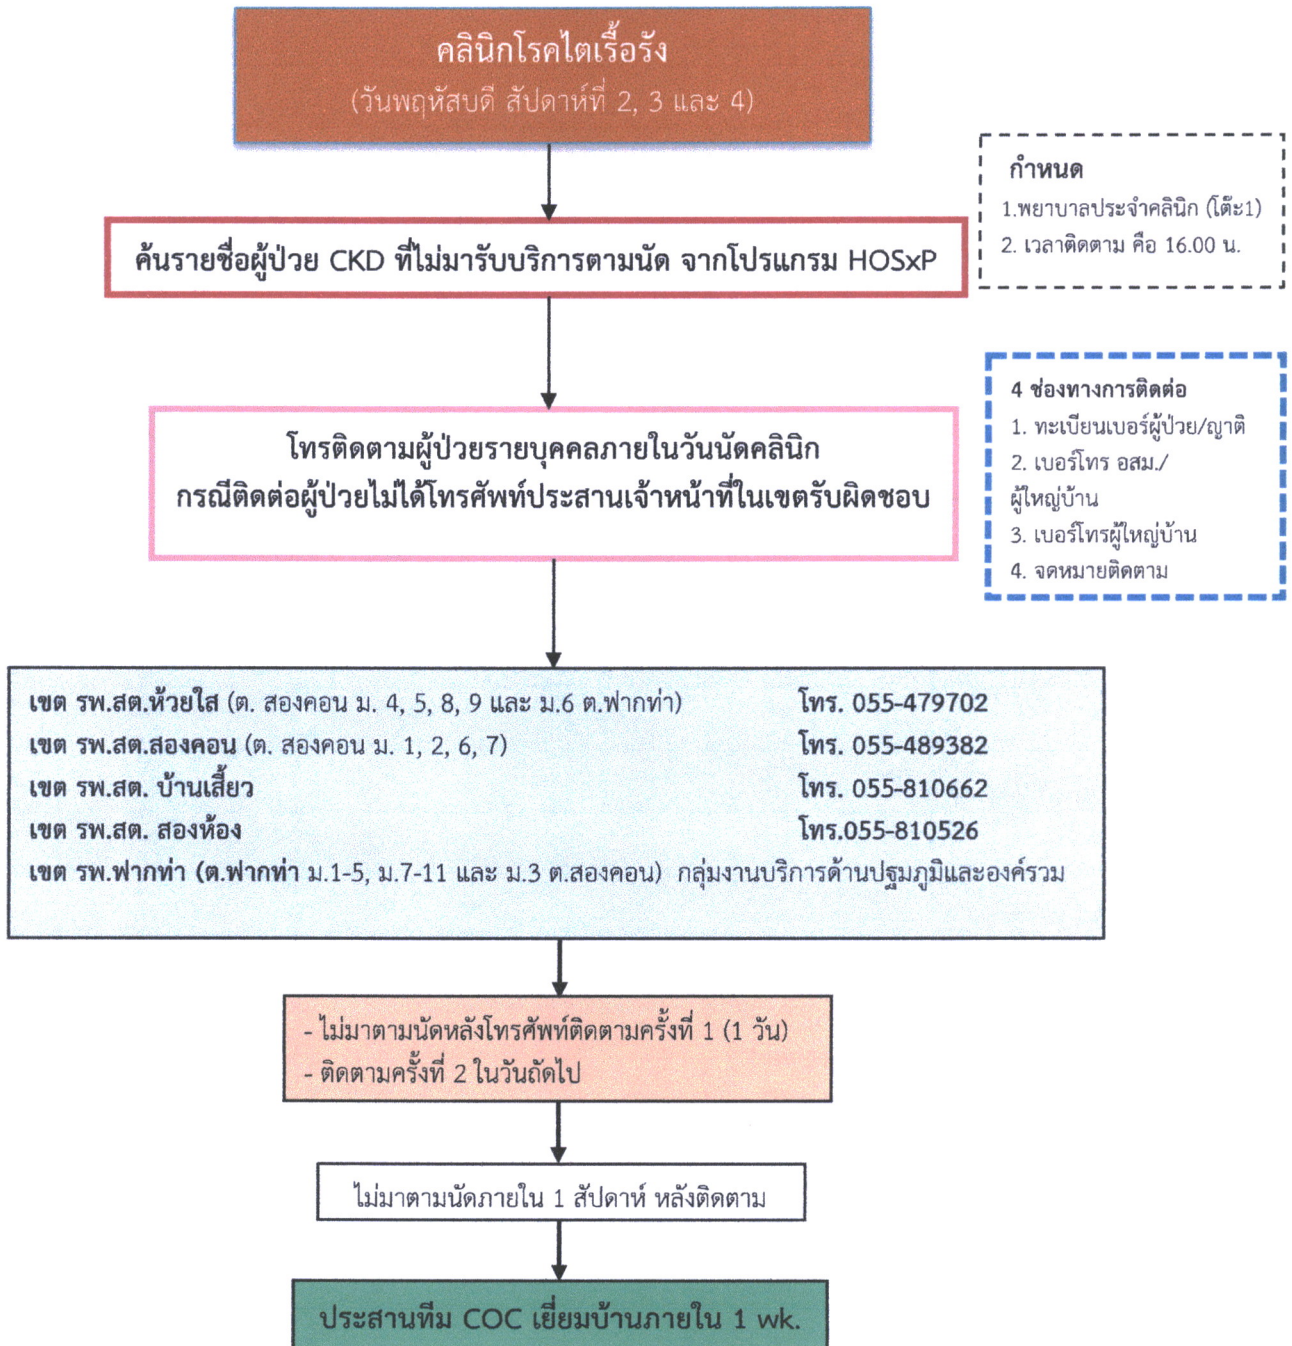 คลินิกโรคไตเรื้อรัง
(วันพฤหัสบดี สัปดาห์ที่ 2, 3 และ 4)
กำหนด
1.พยาบาลประจำคลินิก (โต๊ะ1)
2. เวลาติดตาม คือ 16.00 น.
ค้นรายชื่อผู้ป่วย CKD ที่ไม่มารับบริการตามนัด จากโปรแกรม HOSxP
4 ช่องทางการติดต่อ
1. ทะเบียนเบอร์ผู้ป่วย/ญาติ
2. เบอร์โทร อสม./
ผู้ใหญ่บ้าน
3. เบอร์โทรผู้ใหญ่บ้าน
4. จดหมายติดตาม
โทรติดตามผู้ป่วยรายบุคคลภายในวันนัดคลินิก
กรณีติดต่อผู้ป่วยไม่ได้โทรศัพท์ประสานเจ้าหน้าที่ในเขตรับผิดชอบ
เขต รพ.สต.ห้วยใส (ต. สองคอน ม. 4, 5, 8, 9 และ ม.6 ต.ฟากท่า) โทร. 055-479702
เขต รพ.สต.สองคอน (ต. สองคอน ม. 1, 2, 6, 7) โทร. 055-489382
เขต รพ.สต. บ้านเสี้ยว โทร. 055-810662
เขต รพ.สต. สองห้อง โทร.055-810526
เขต รพ.ฟากท่า (ต.ฟากท่า ม.1-5, ม.7-11 และ ม.3 ต.สองคอน) กลุ่มงานบริการด้านปฐมภูมิและองค์รวม
- ไม่มาตามนัดหลังโทรศัพท์ติดตามครั้งที่ 1 (1 วัน)
- ติดตามครั้งที่ 2 ในวันถัดไป
ไม่มาตามนัดภายใน 1 สัปดาห์ หลังติดตาม
ประสานทีม COC เยี่ยมบ้านภายใน 1 wk.